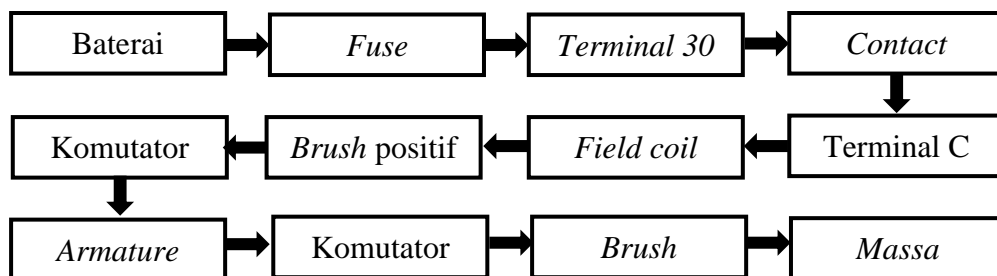 Baterai
Fuse
Terminal 30
Contact
Terminal C
Field coil
Brush positif
Komutator
Armature
Komutator
Brush
Massa